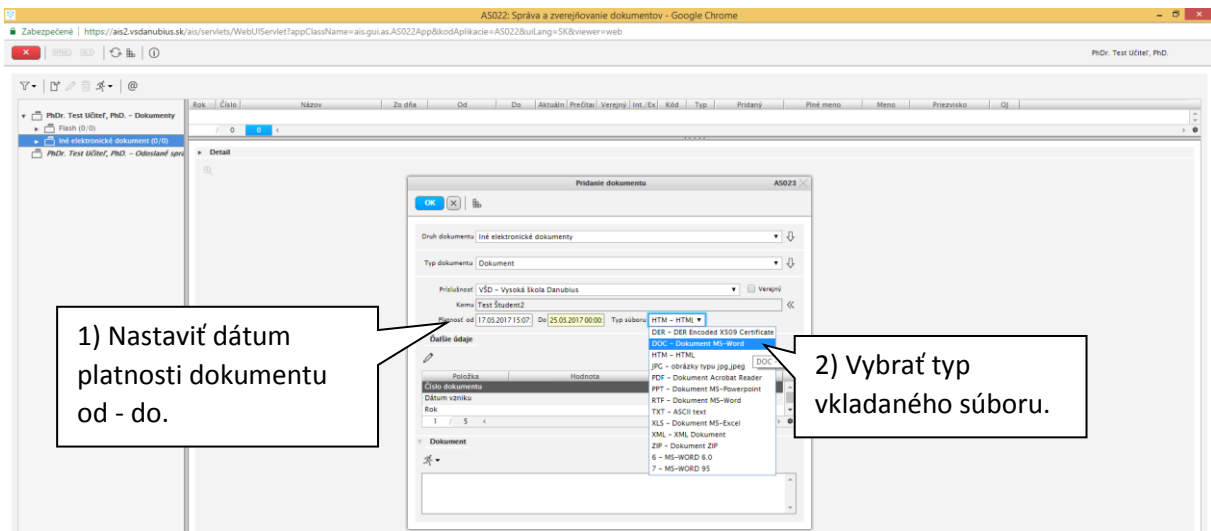 AS022: Správa a zverejňovanie dokumentov - Google Chrome
Zabezpečené | https://ais2.vsdanubius.sk/ais/servlets/WebUIServlet?appClassName=ais.gui.as.AS022App&kodAplikacie=AS022&uiLang=SK&viewer=web
PhDr. Test Učiteľ, PhD.
Rok Číslo Názov Zo dňa Od Do Aktuáln Prečítar Verejný Int./Ex Kód Typ Pridaný Plné meno Meno Priezvisko OJ
PhDr. Test Učiteľ, PhD. – Dokumenty
Flash (0/0)
/ 0 0
Iné elektronické dokument (0/0)
PhDr. Test Učiteľ, PhD. – Odoslané sprá
Detail
Pridanie dokumentu AS023
OK
Druh dokumentu Iné elektronické dokumenty
Typ dokumentu Dokument
Príslušnosť VŠD – Vysoká škola Danubius Verejný
Komu Test Študent2
Platnosť od 17.03.2017 15:07: Do 25.03.2017 00:00: Typ súboru HTM – HTML
DER – DER Encoded X509 Certificate
DOC – Dokument MS-Word
HTM – HTML
JPG – obrázky typu jpg,jpeg
DOC
PDF – Dokument Acrobat Reader
PPT – Dokument MS-Powerpoint
RTF – Dokument MS-Word
TXT – ASCII text
XLS – Dokument MS-Excel
XML – XML Dokument
ZIP – Dokument ZIP
6 – MS-WORD 6.0
7 – MS-WORD 95
Ďalšie údaje
Položka Hodnota
Číslo dokumentu
Dátum vzniku
Rok
1 / 5
Dokument
1) Nastaviť dátum
platnosti dokumentu
od - do.
2) Vybrať typ
vkladaného súboru.